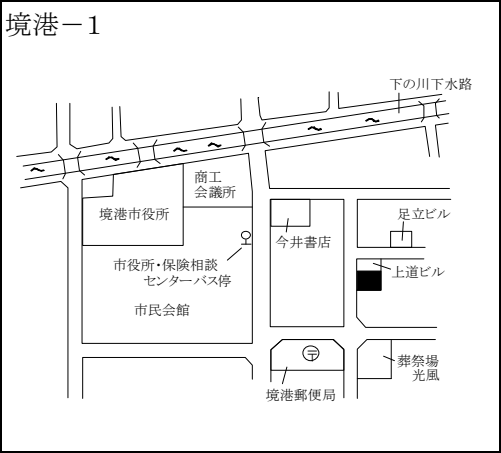 境港－1
下の川下水路
商工
会議所
境港市役所
足立ビル
今井書店
市役所・保険相談
センターバス停
上道ビル
市民会館
葬祭場
光風
〒
境港郵便局